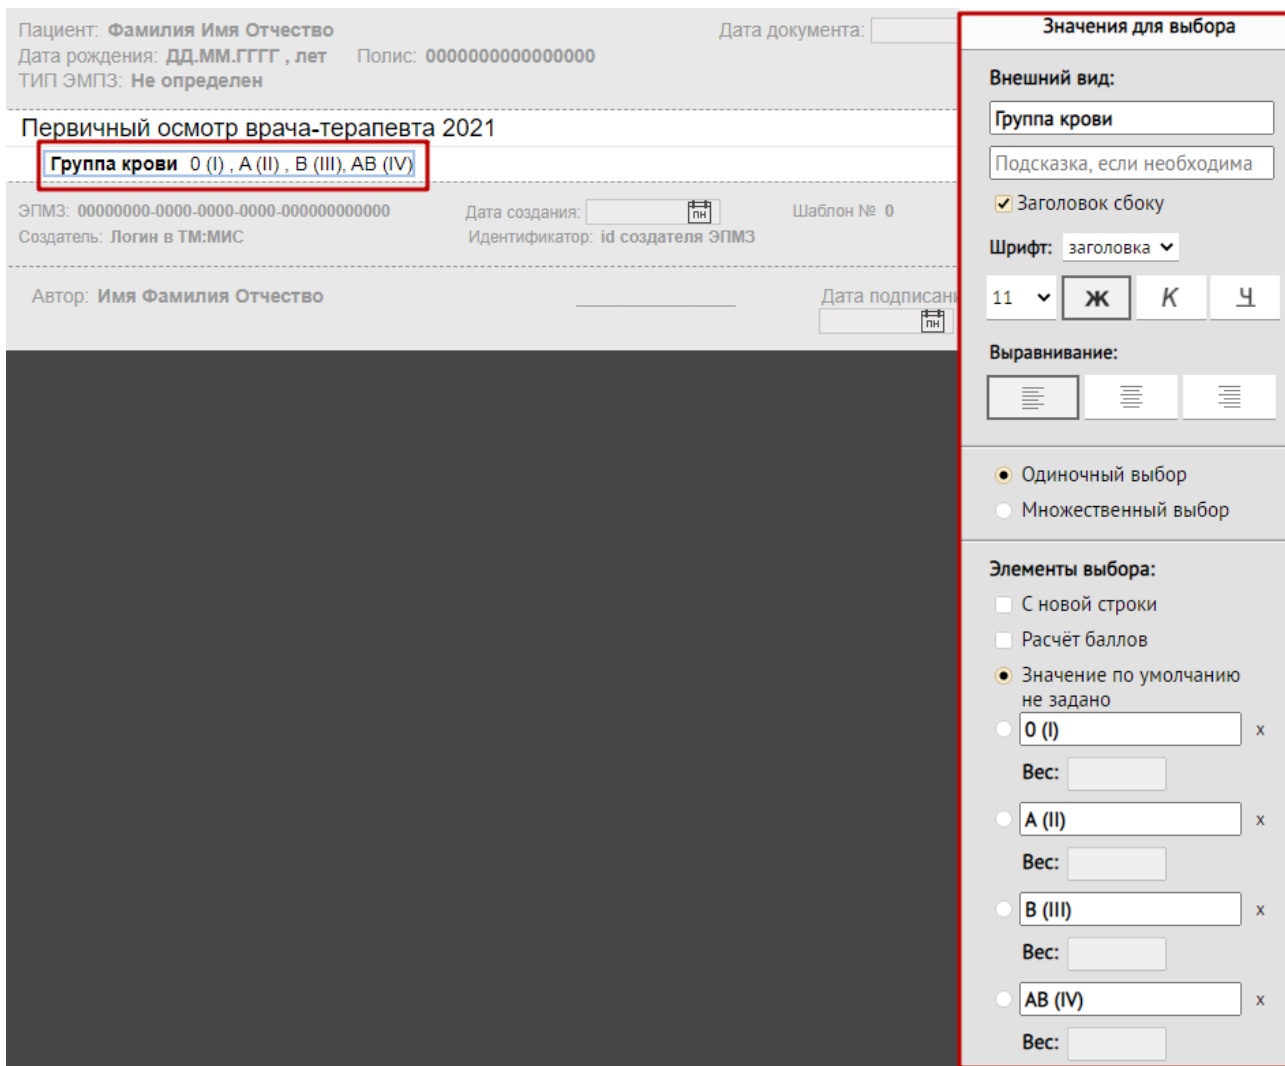 Пациент: Фамилия Имя Отчество
Дата документа:
Дата рождения: ДД.ММ.ГГГГ , лет Полис: 0000000000000000
ТИП ЭМПЗ: Не определен
Первичный осмотр врача-терапевта 2021
Группа крови 0 (I) , A (II) , B (III), AB (IV)
ЭПМЗ: 00000000-0000-0000-0000-000000000000
Дата создания: ПН
Шаблон № 0
Создатель: Логин в ТМ:МИС
Идентификатор: id создателя ЭПМЗ
Автор: Имя Фамилия Отчество
Дата подписани
ПН
Значения для выбора
Внешний вид:
Группа крови
Подсказка, если необходима
Заголовок сбоку
Шрифт: заголовка
11 Ж К Ч
Выравнивание:
Одиночный выбор
Множественный выбор
Элементы выбора:
С новой строки
Расчёт баллов
Значение по умолчанию
не задано
0 (I) x
Вес:
A (II) x
Вес:
B (III) x
Вес:
AB (IV) x
Вес: